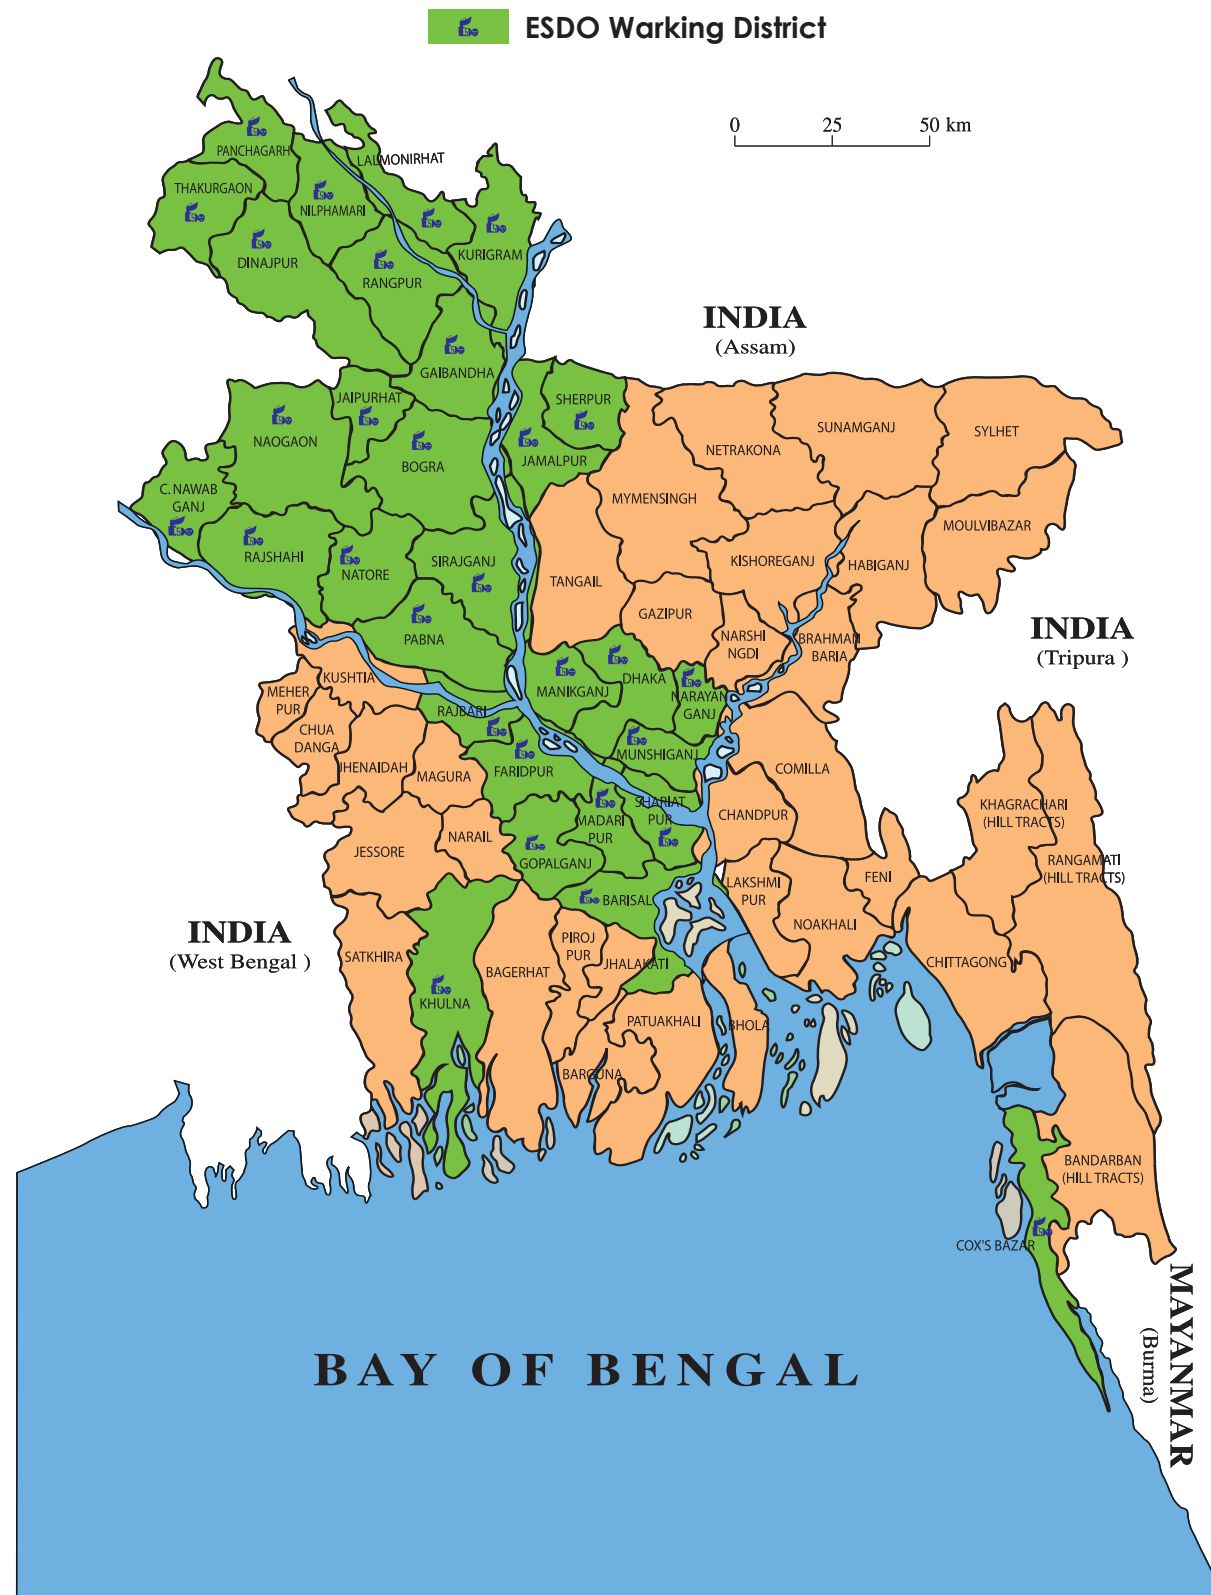 ESDO Warking District
0 25 50 km
PANCHAGARH
LALMONIRHAT
THAKURGAON
NILPHAMARI
KURIGRAM
DINAJPUR
RANGPUR
INDIA
(Assam)
GAIBANDHA
JAIPURHAT
SHERPUR
NAOGAON
BOGRA
JAMALPUR
NETRAKONA
SUNAMGANJ
SYLHET
C. NAWAB
GANJ
MYMENSINGH
MOULVIBAZAR
RAJSHAHI
NATORE
SIRAJGANJ
TANGAIL
KISHOREGANJ
HABIGANJ
GAZIPUR
PABNA
NARSHI
NGDI
BRAHMAN
BARIA
INDIA
(Tripura )
KUSHTIA
MANIKGANJ
DHAKA
NARAYAN
GANJ
MEHER
PUR
RAJBARI
CHUA
DANGA
MUNSHIGANJ
JHENAIDAH
MAGURA
FARIDPUR
COMILLA
SHARIAT
PUR
CHANDPUR
KHAGRACHARI
(HILL TRACTS)
MADARI
PUR
NARAIL
JESSORE
GOPALGANJ
RANGAMATI
(HILL TRACTS)
FENI
LAKSHMI
PUR
BARISAL
NOAKHALI
INDIA
(West Bengal )
PIROJ
PUR
SATKHIRA
BAGERHAT
JHALAKATI
CHITTAGONG
KHULNA
PATUAKHALI
BHOLA
BARGUNA
BANDARBAN
(HILL TRACTS)
COX'S BAZAR
MAYANMAR
(Burma)
BAY OF BENGAL